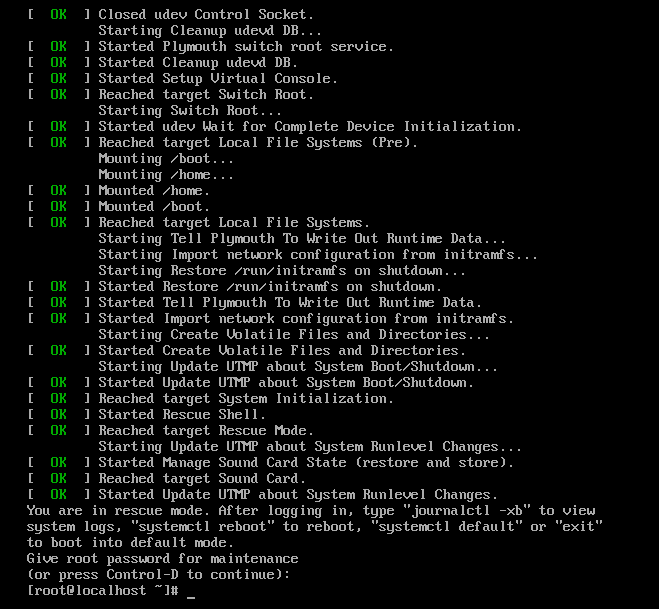 [  OK  ] Closed udev Control Socket.
         Starting Cleanup udevd DB...
[  OK  ] Started Plymouth switch root service.
[  OK  ] Started Cleanup udevd DB.
[  OK  ] Started Setup Virtual Console.
[  OK  ] Reached target Switch Root.
         Starting Switch Root...
[  OK  ] Started udev Wait for Complete Device Initialization.
[  OK  ] Reached target Local File Systems (Pre).
         Mounting /boot...
         Mounting /home...
[  OK  ] Mounted /home.
[  OK  ] Mounted /boot.
[  OK  ] Reached target Local File Systems.
         Starting Tell Plymouth To Write Out Runtime Data...
         Starting Import network configuration from initramfs...
         Starting Restore /run/initramfs on shutdown...
[  OK  ] Started Restore /run/initramfs on shutdown.
[  OK  ] Started Tell Plymouth To Write Out Runtime Data.
[  OK  ] Started Import network configuration from initramfs.
         Starting Create Volatile Files and Directories...
[  OK  ] Started Create Volatile Files and Directories.
         Starting Update UTMP about System Boot/Shutdown...
[  OK  ] Started Update UTMP about System Boot/Shutdown.
[  OK  ] Reached target System Initialization.
[  OK  ] Started Rescue Shell.
[  OK  ] Reached target Rescue Mode.
         Starting Update UTMP about System Runlevel Changes...
[  OK  ] Started Manage Sound Card State (restore and store).
[  OK  ] Reached target Sound Card.
[  OK  ] Started Update UTMP about System Runlevel Changes.
You are in rescue mode. After logging in, type "journalctl -xb" to view
system logs, "systemctl reboot" to reboot, "systemctl default" or "exit"
to boot into default mode.
Give root password for maintenance
(or press Control-D to continue):
[root@localhost ~]# _